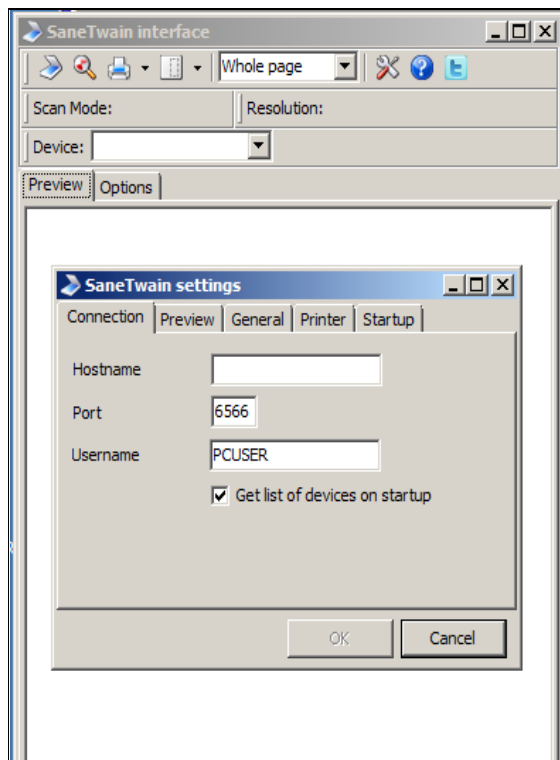 SaneTwain interface
Whole page
Scan Mode: Resolution:
Device:
Preview Options
SaneTwain settings
Connection Preview General Printer Startup
Hostname
Port 6566
Username PCUSER
Get list of devices on startup
OK Cancel